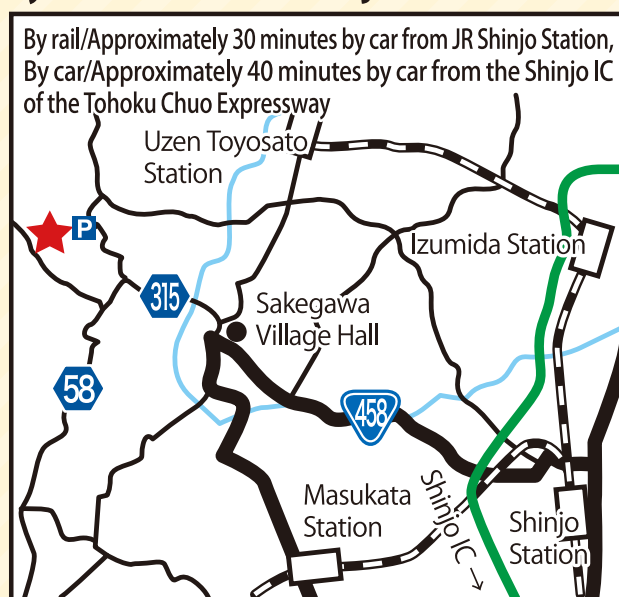 By rail/Approximately 30 minutes by car from JR Shinjo Station,
By car/Approximately 40 minutes by car from the Shinjo IC
of the Tohoku Chuo Expressway
Uzen Toyosato
Station
P
Izumida Station
315
Sakegawa
Village Hall
58
458
Masukata
Station
Shinjo IC →
Shinjo
Station